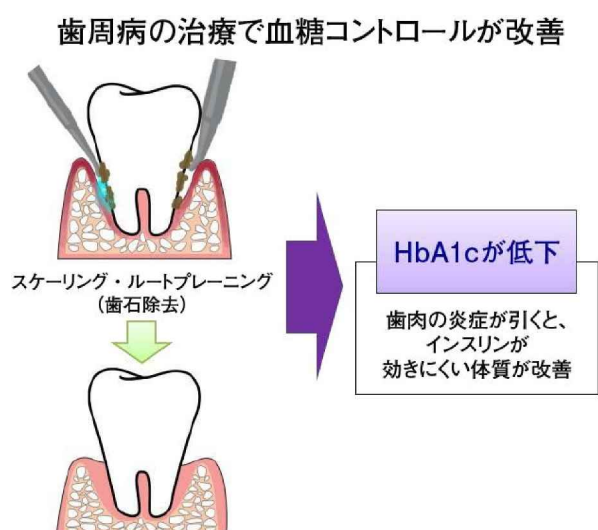 歯周病の治療で血糖コントロールが改善
スケーリング・ルートプレーニング
(歯石除去)
HbA1cが低下
歯肉の炎症が引くと、
インスリンが
効きにくい体質が改善